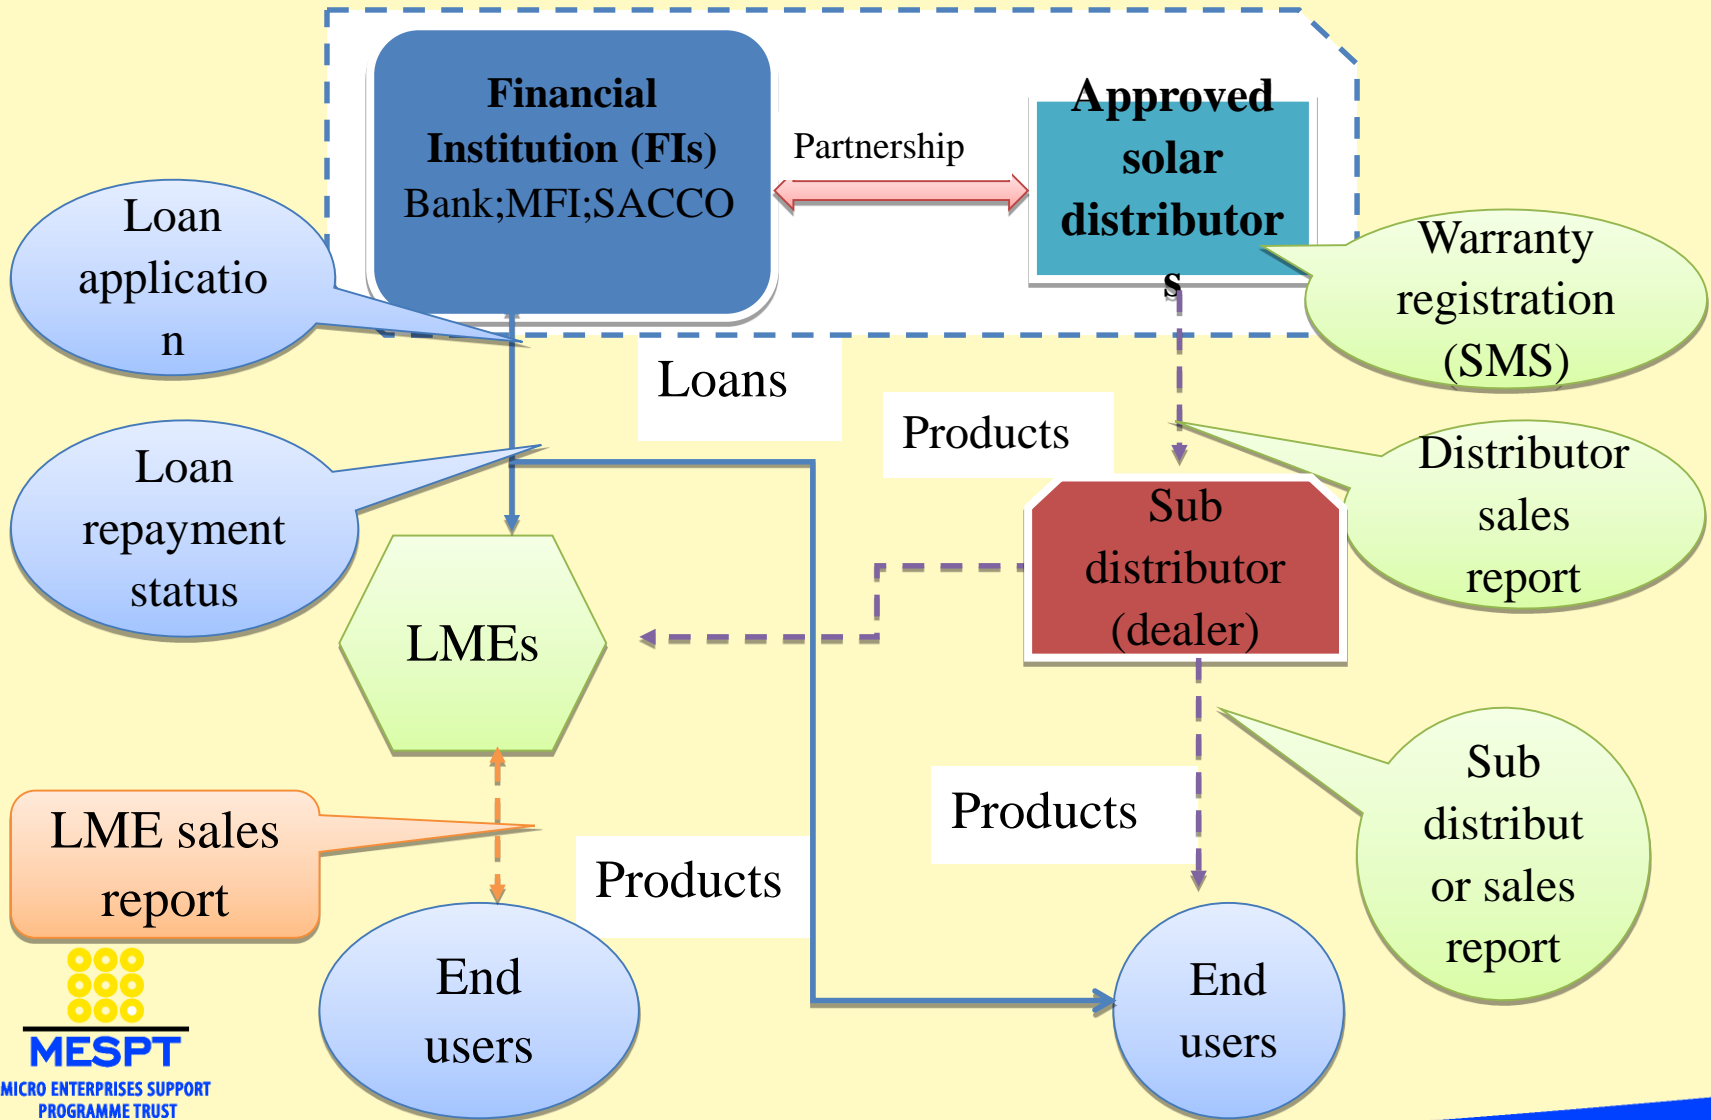 Financial
Institution (FIs)
Bank;MFI;SACCO
Partnership
Approved
solar
distributor
s
Loan
applicatio
n
Warranty
registration
(SMS)
Loans
Products
Loan
repayment
status
Distributor
sales
report
Sub
distributor
(dealer)
LMEs
Products
Sub
distribut
or sales
report
LME sales
report
Products
End
users
End
users
MESPT
MICRO ENTERPRISES SUPPORT
PROGRAMME TRUST